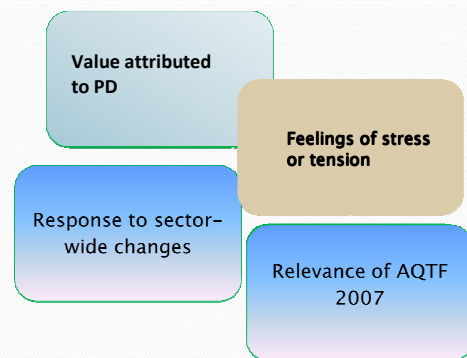 Value attributed
to PD
Feelings of stress
or tension
Response to sector–
wide changes
Relevance of AQTF
2007